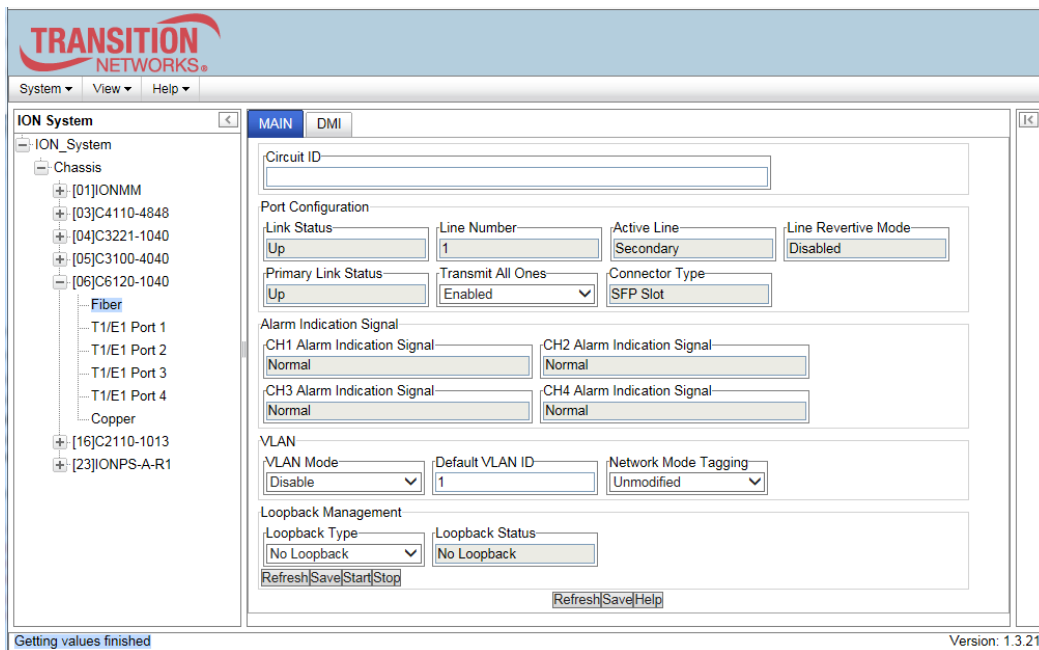 TRANSITION
NETWORKS®
System View Help
ION System
ION_System
Chassis
[01]IONMM
[03]C4110-4848
[04]C3221-1040
[05]C3100-4040
[06]C6120-1040
Fiber
T1/E1 Port 1
T1/E1 Port 2
T1/E1 Port 3
T1/E1 Port 4
Copper
[16]C2110-1013
[23]IONPS-A-R1
MAIN DMI
Circuit ID
Port Configuration
Link Status Line Number Active Line Line Revertive Mode
Up 1 Secondary Disabled
Primary Link Status Transmit All Ones Connector Type
Up Enabled SFP Slot
Alarm Indication Signal
CH1 Alarm Indication Signal CH2 Alarm Indication Signal
Normal Normal
CH3 Alarm Indication Signal CH4 Alarm Indication Signal
Normal Normal
VLAN
VLAN Mode Default VLAN ID Network Mode Tagging
Disable 1 Unmodified
Loopback Management
Loopback Type Loopback Status
No Loopback No Loopback
Refresh Save Start Stop
Refresh Save Help
Getting values finished Version: 1.3.21